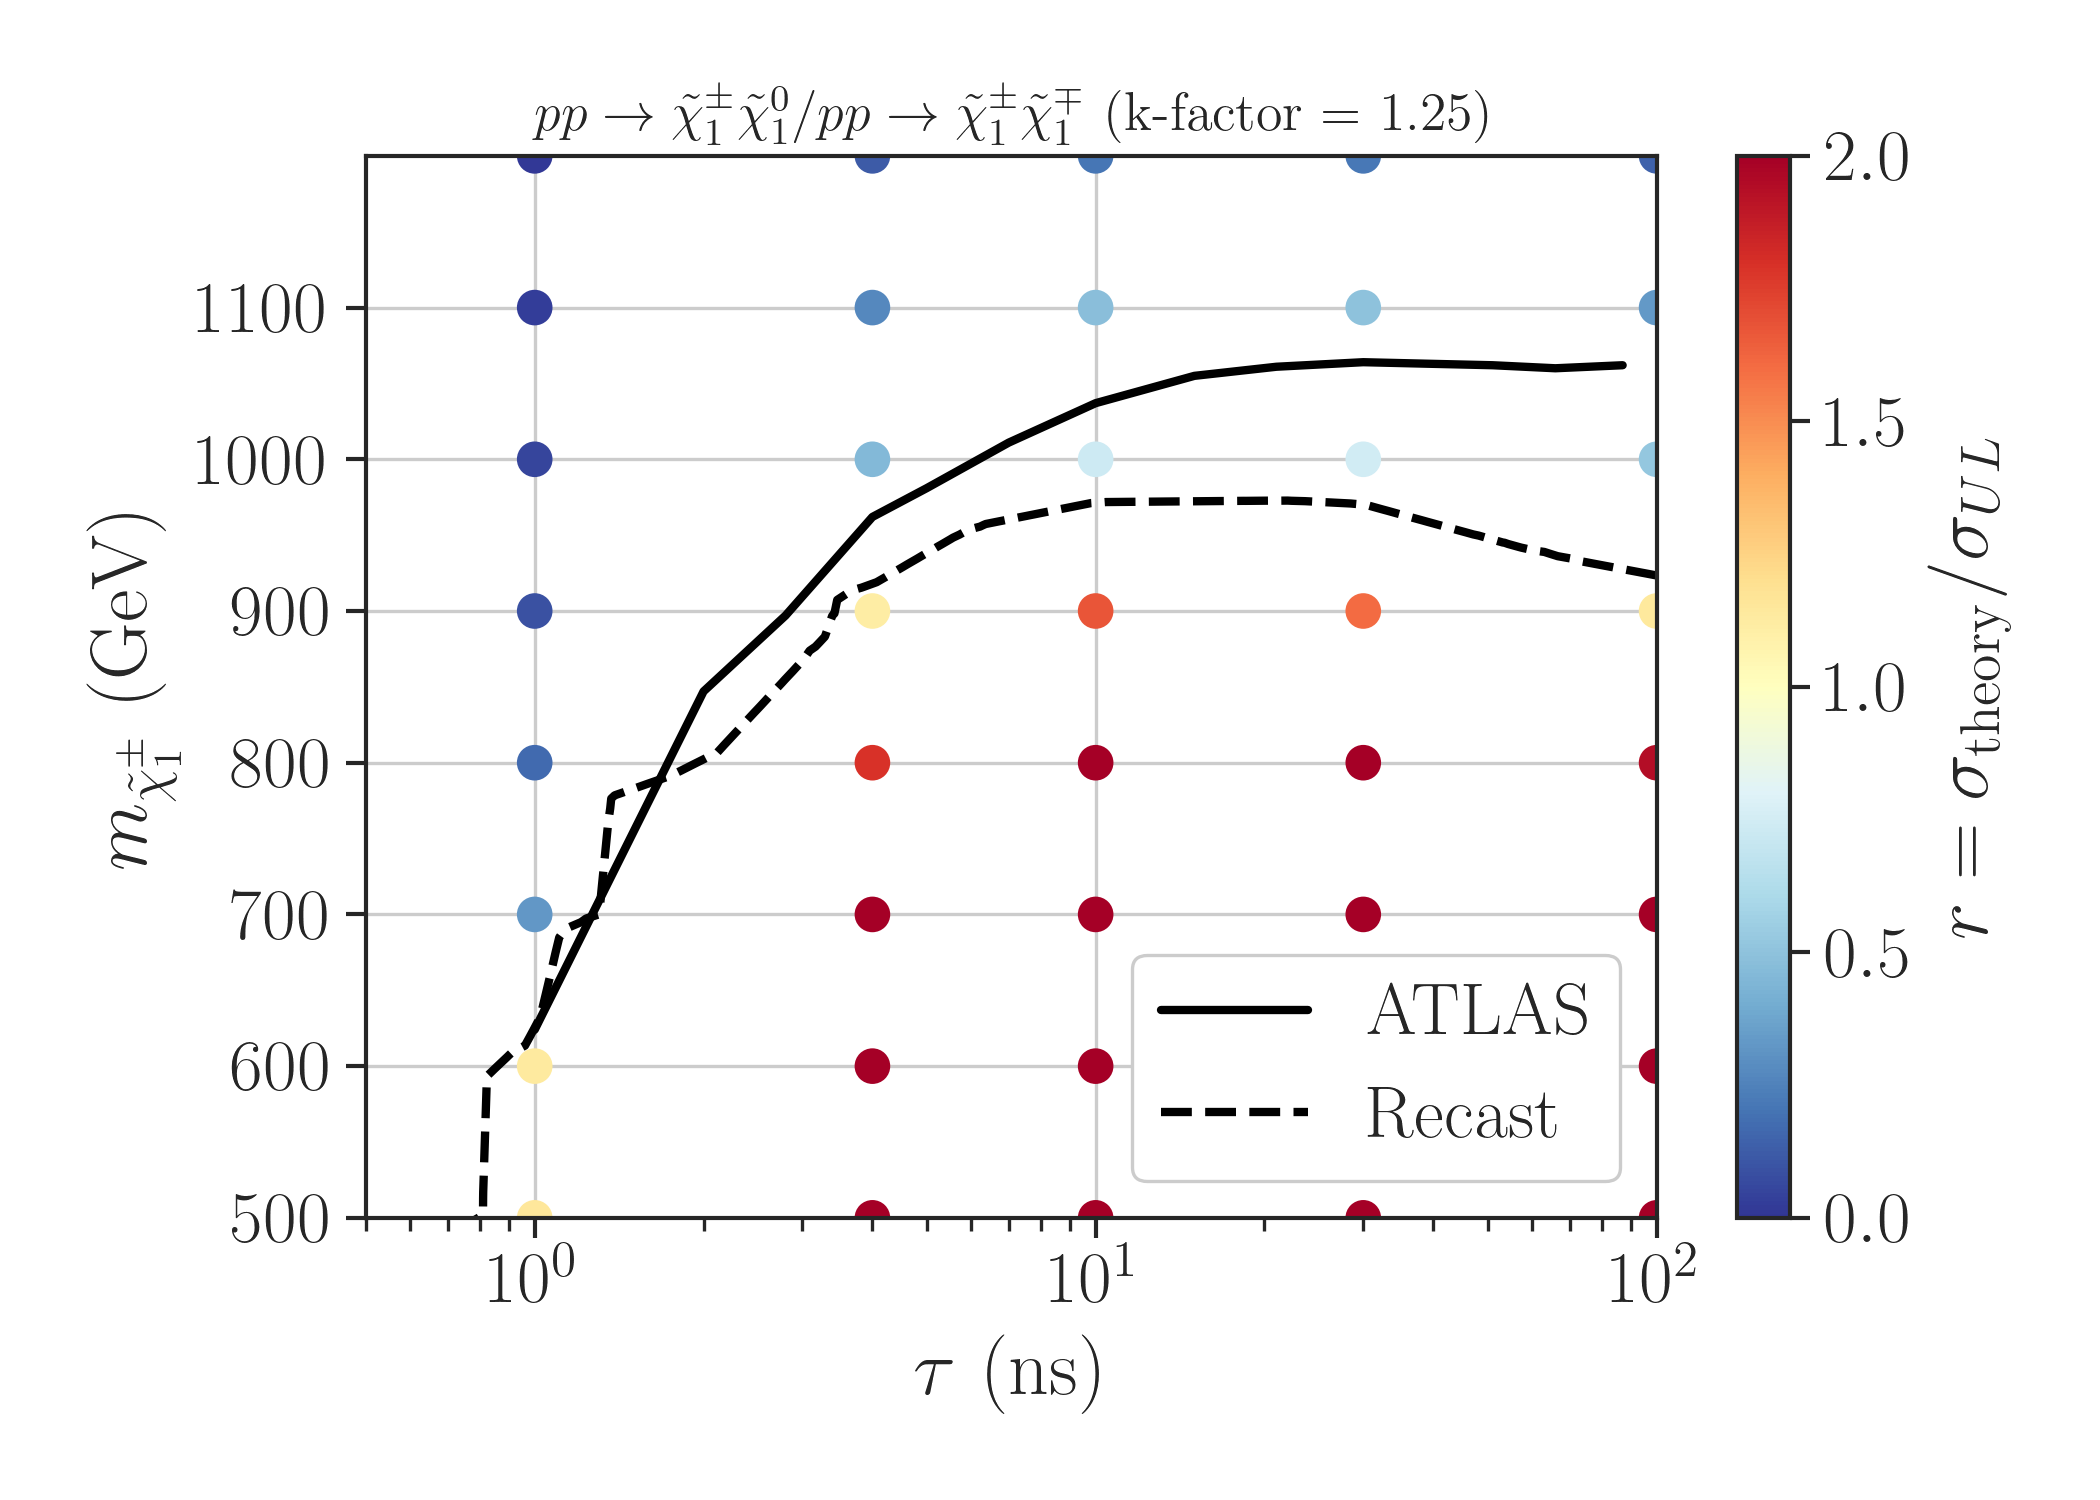 pp → χ̃₁^± χ̃₁^0/pp → χ̃₁^± χ̃₁^∓ (k-factor = 1.25)
m_χ̃₁^± (GeV)
1100
1000
900
800
700
600
500
10^0
10^1
10^2
τ (ns)
ATLAS
Recast
2.0
1.5
1.0
0.5
0.0
r = σ_theory/σ_UL